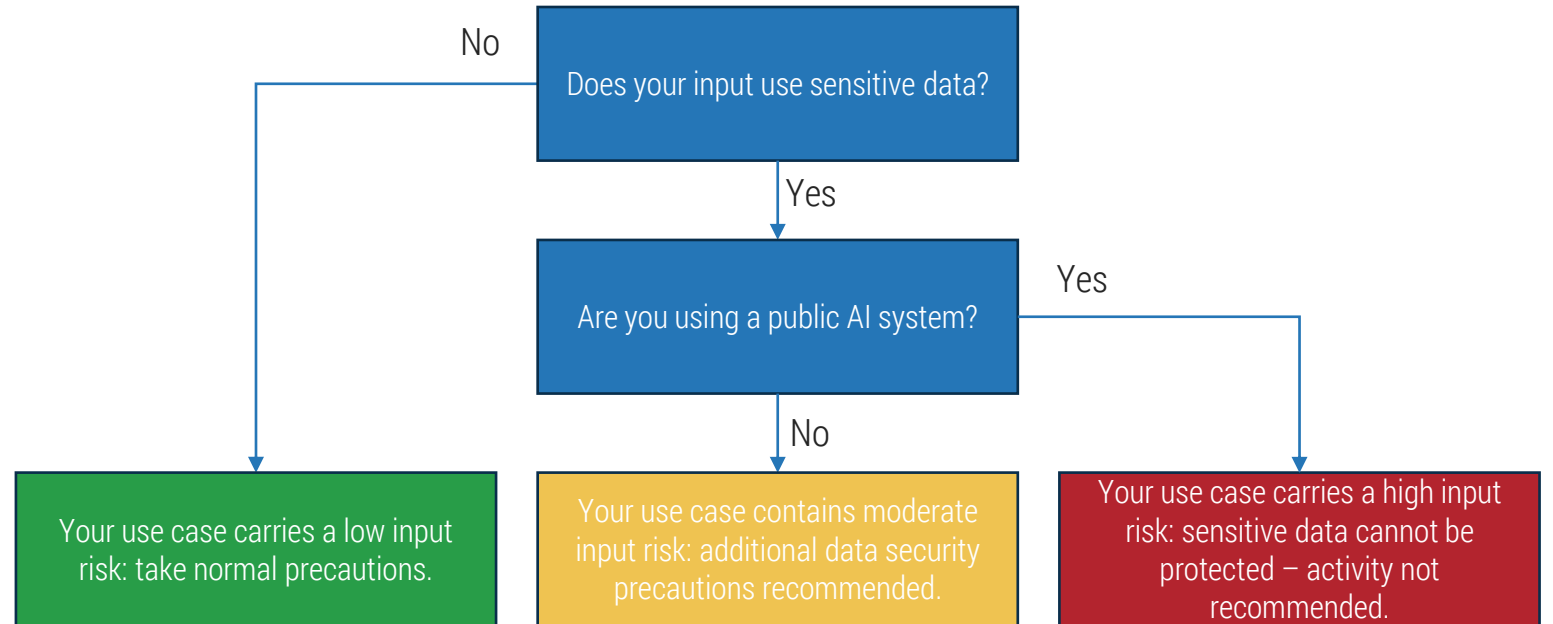 No
Does your input use sensitive data?
Yes
Yes
Are you using a public AI system?
No
Your use case carries a low input
risk: take normal precautions.
Your use case contains moderate
input risk: additional data security
precautions recommended.
Your use case carries a high input
risk: sensitive data cannot be
protected – activity not
recommended.